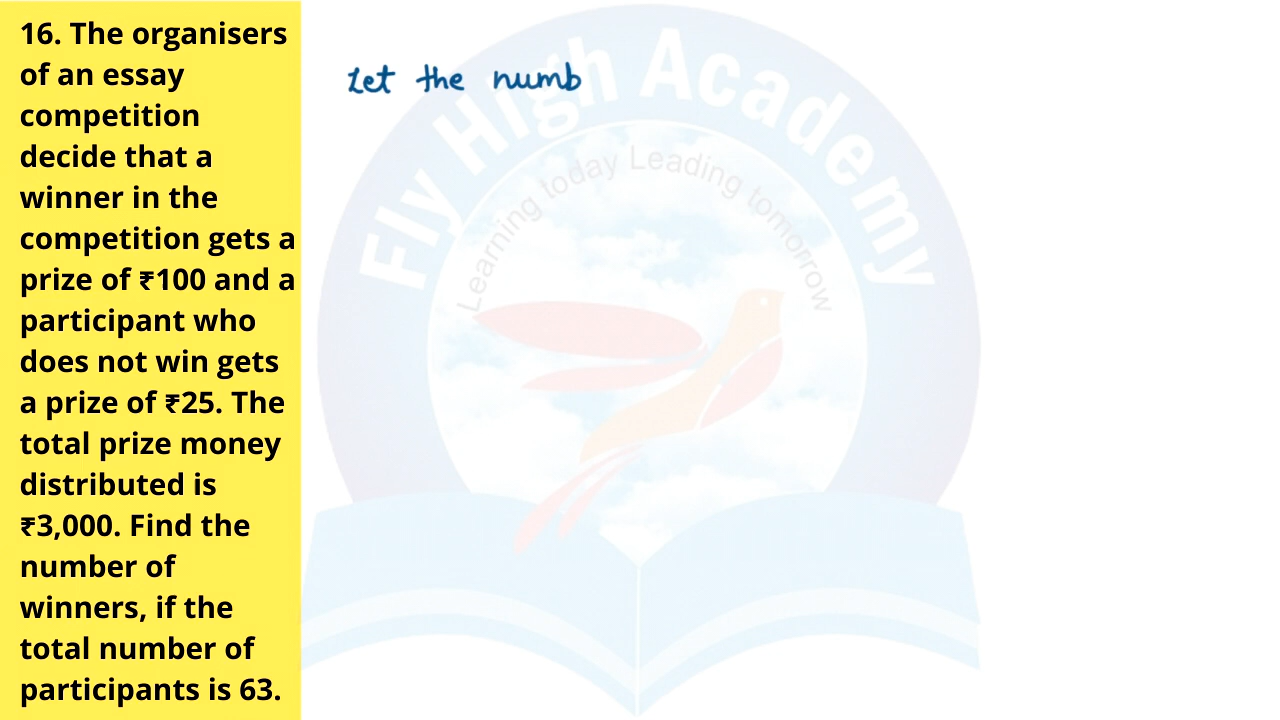 16. The organisers
of an essay
competition
decide that a
winner in the
competition gets a
prize of ₹100 and a
participant who
does not win gets
a prize of ₹25. The
total prize money
distributed is
₹3,000. Find the
number of
winners, if the
total number of
participants is 63.
Let the numb
Fly High Academy
Learning today Leading tomorrow